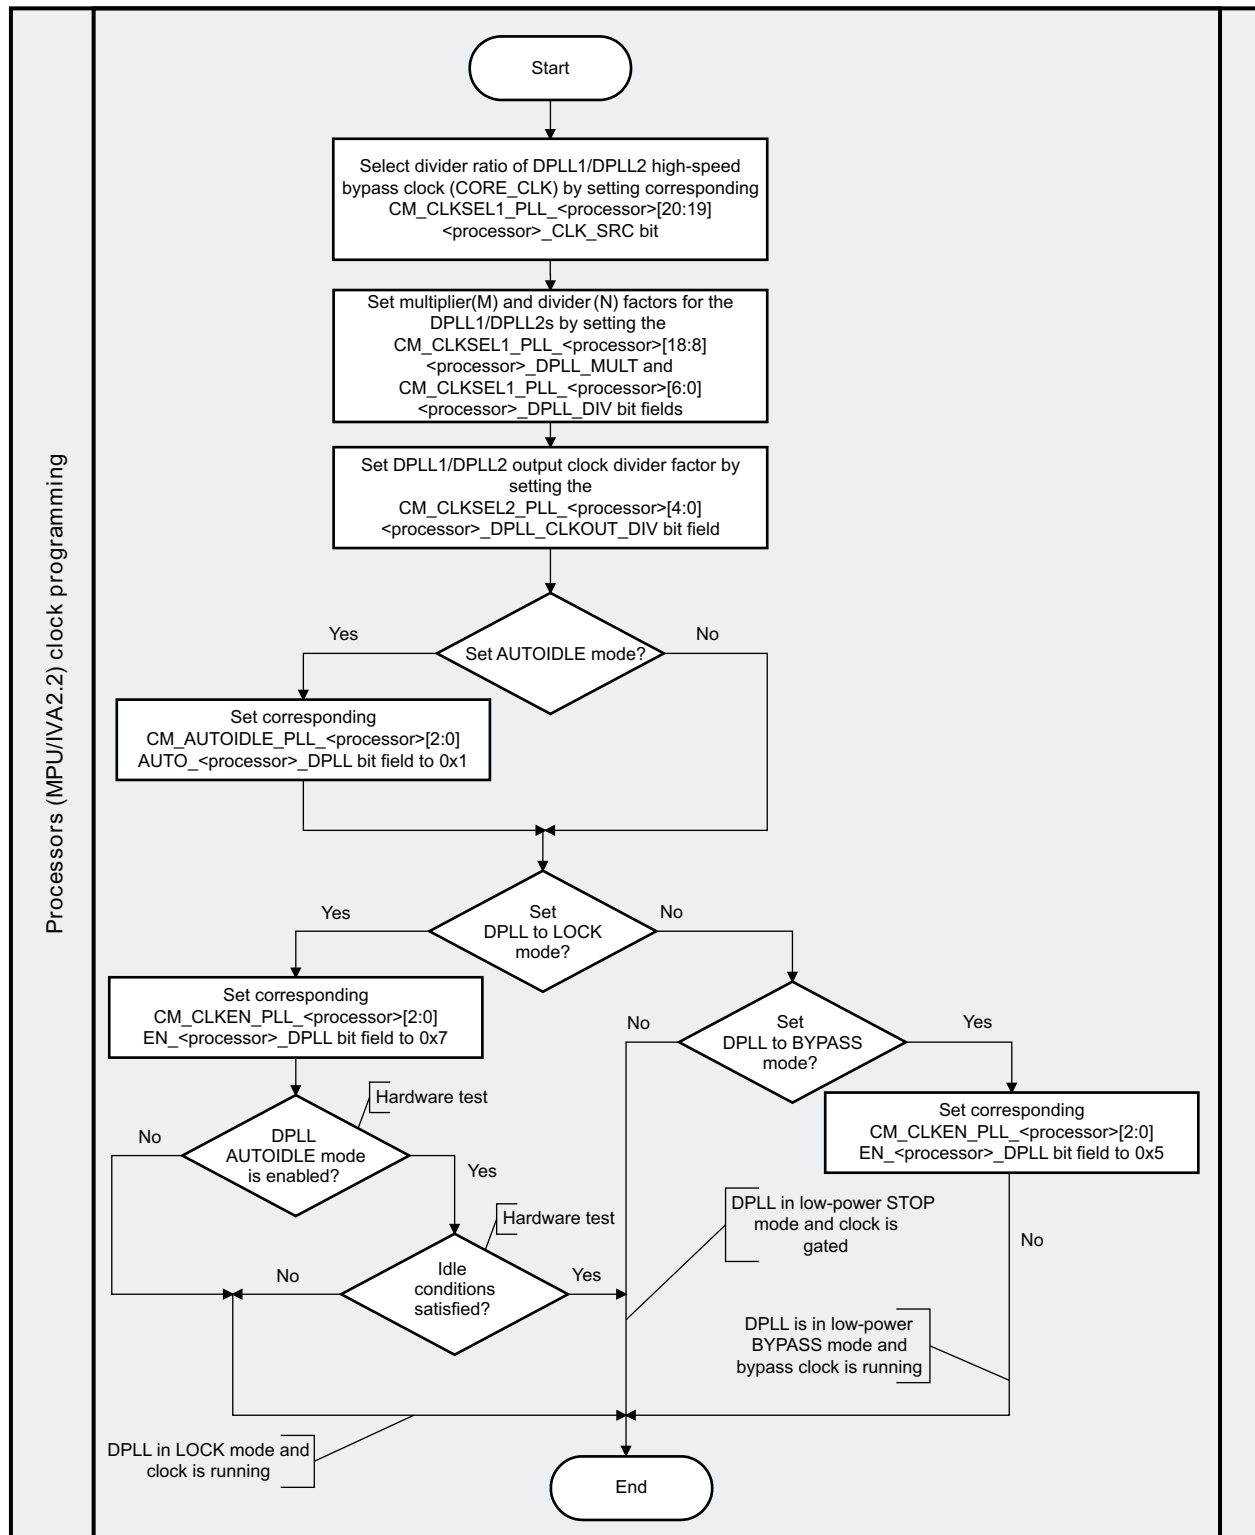 Processors (MPU/IVA2.2) clock programming
Start
Select divider ratio of DPLL1/DPLL2 high-speed
bypass clock (CORE_CLK) by setting corresponding
CM_CLKSEL1_PLL_<processor>[20:19]
<processor>_CLK_SRC bit
Set multiplier(M) and divider (N) factors for the
DPLL1/DPLL2s by setting the
CM_CLKSEL1_PLL_<processor>[18:8]
<processor>_DPLL_MULT and
CM_CLKSEL1_PLL_<processor>[6:0]
<processor>_DPLL_DIV bit fields
Set DPLL1/DPLL2 output clock divider factor by
setting the
CM_CLKSEL2_PLL_<processor>[4:0]
<processor>_DPLL_CLKOUT_DIV bit field
Yes
No
Set AUTOIDLE mode?
Set corresponding
CM_AUTOIDLE_PLL_<processor>[2:0]
AUTO_<processor>_DPLL bit field to 0x1
Yes
No
Set
DPLL to LOCK
mode?
Set corresponding
CM_CLKEN_PLL_<processor>[2:0]
EN_<processor>_DPLL bit field to 0x7
No
Yes
Set
DPLL to BYPASS
mode?
Hardware test
Set corresponding
CM_CLKEN_PLL_<processor>[2:0]
EN_<processor>_DPLL bit field to 0x5
No
DPLL
AUTOIDLE mode
is enabled?
Yes
Hardware test
DPLL in low-power STOP
mode and clock is
gated
No
No
Idle
conditions
satisfied?
Yes
DPLL is in low-power
BYPASS mode and
bypass clock is running
DPLL in LOCK mode and
clock is running
End